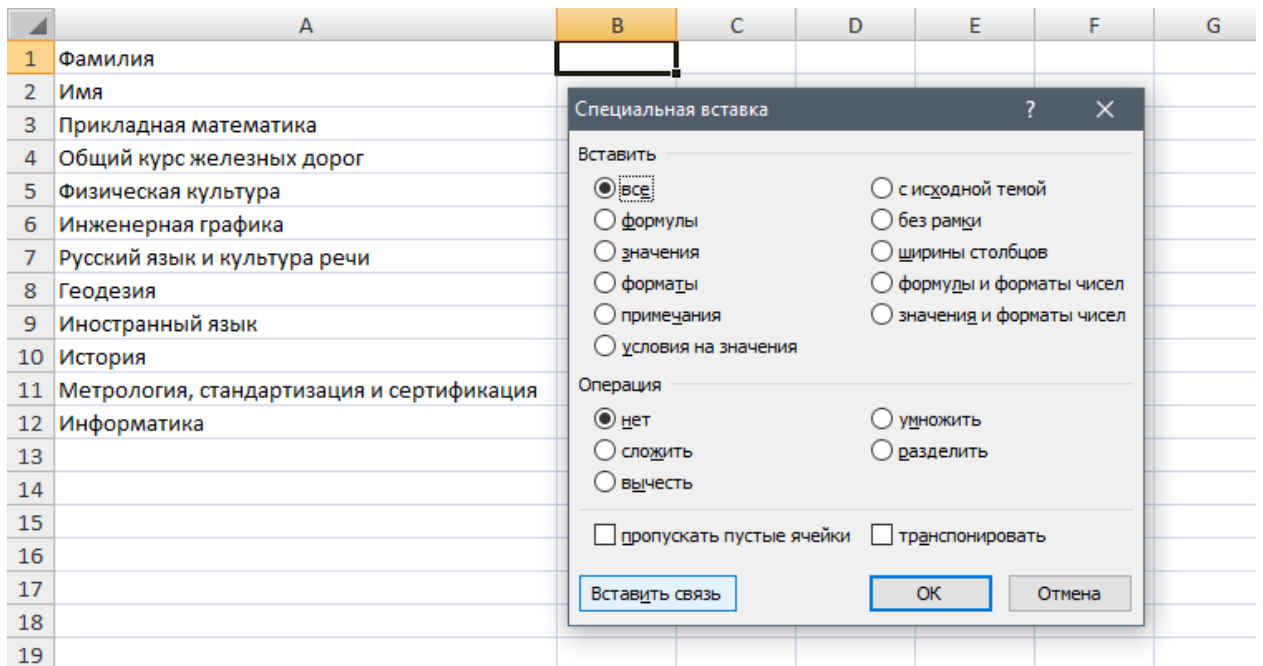 A B C D E F G
1 Фамилия
2 Имя
3 Прикладная математика
4 Общий курс железных дорог
5 Физическая культура
6 Инженерная графика
7 Русский язык и культура речи
8 Геодезия
9 Иностранный язык
10 История
11 Метрология, стандартизация и сертификация
12 Информатика
13
14
15
16
17
18
19
Специальная вставка ? ×
Вставить
все с исходной темой
формулы без рамки
значения ширины столбцов
форматы формулы и форматы чисел
примечания значения и форматы чисел
условия на значения
Операция
нет умножить
сложить разделить
вычесть
пропускать пустые ячейки транспонировать
Вставить связь ОК Отмена